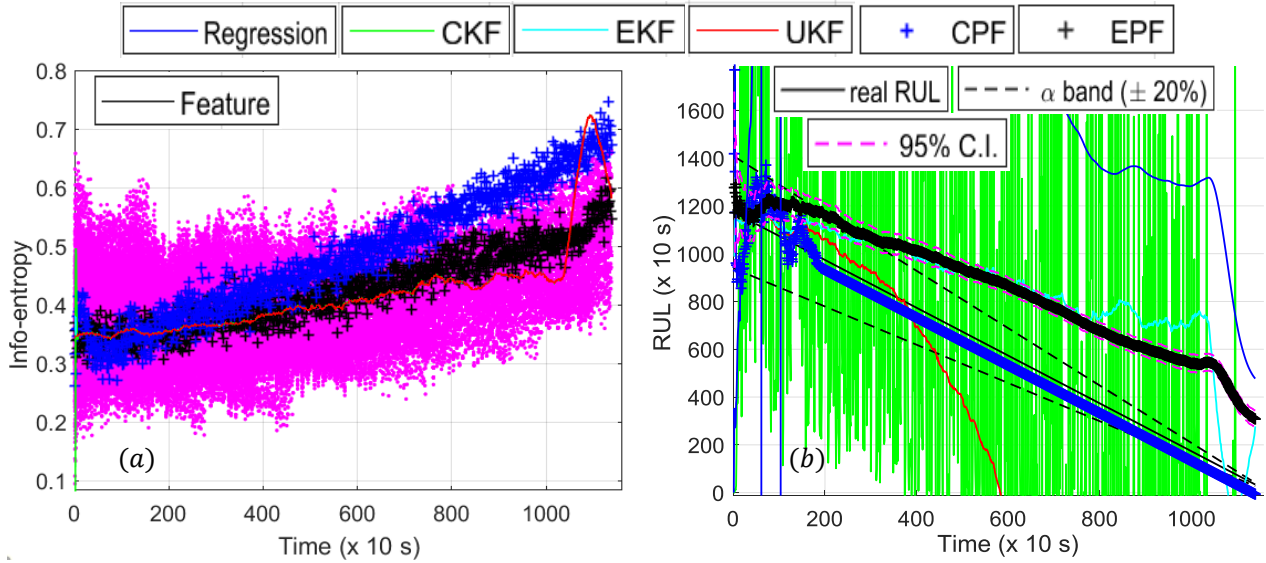 Regression CKF EKF UKF + CPF + EPF
Feature
Info-entropy
0.8
0.7
0.6
0.5
0.4
0.3
0.2
0.1
(a)
0 200 400 600 800 1000
Time (x 10 s)
real RUL α band (± 20%)
95% C.I.
RUL (x 10 s)
1600
1400
1200
1000
800
600
400
200
0
(b)
0 200 400 600 800 1000
Time (x 10 s)